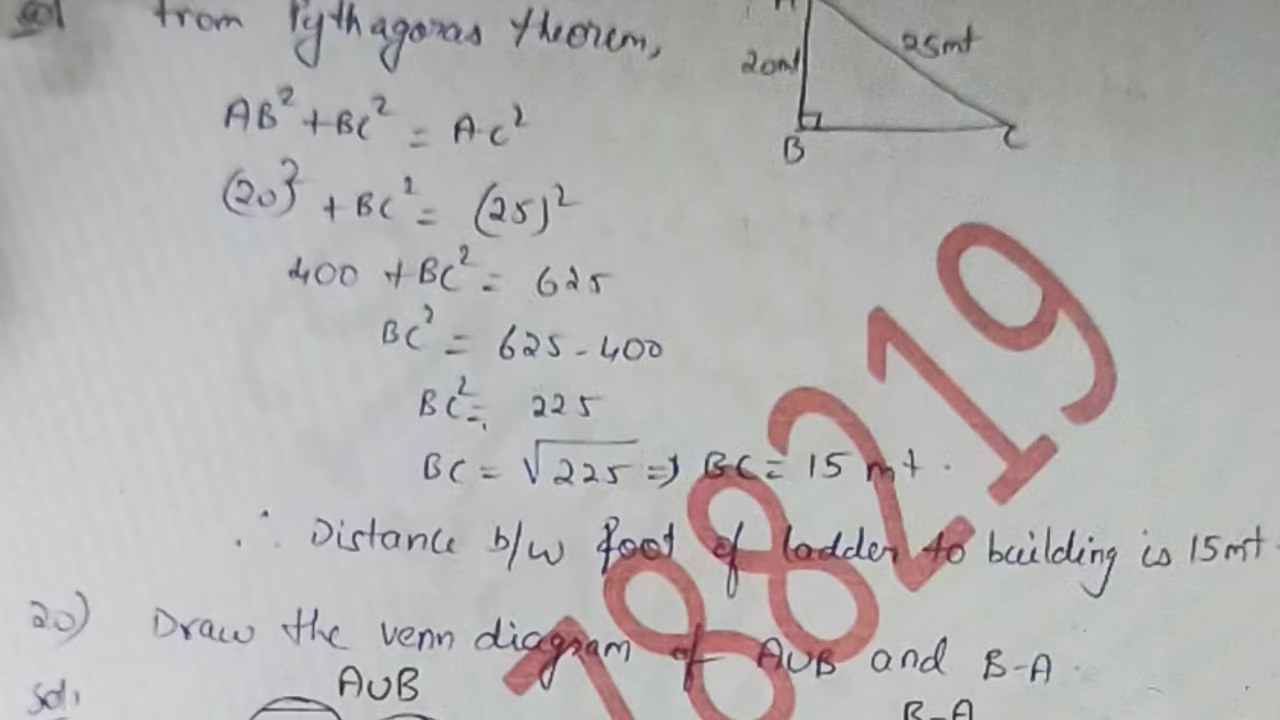 Sol from Pythagoras theorem,
A
25mt
20mt
B
C
AB² + BC² = AC²
(20)² + BC² = (25)²
400 + BC² = 625
BC² = 625 - 400
BC² = 225
BC = √225 ⇒ BC = 15 mt.
∴ Distance b/w foot of ladder to building is 15mt.
20) Draw the venn diagram of AUB and B-A.
Sol,
AUB
B-A
188219